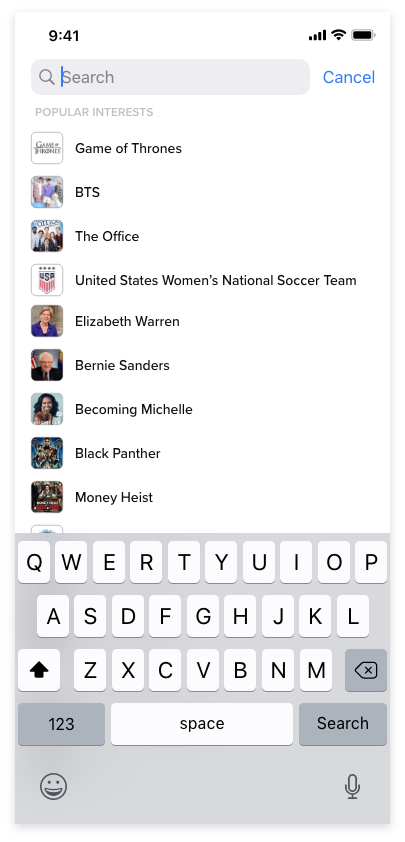 9:41
Search
Cancel
POPULAR INTERESTS
GAME OF
THRONES
Game of Thrones
BTS
The Office
USA
United States Women’s National Soccer Team
Elizabeth Warren
Bernie Sanders
Becoming Michelle
Black Panther
Money Heist
Q W E R T Y U I O P
A S D F G H J K L
Z X C V B N M
123 space Search